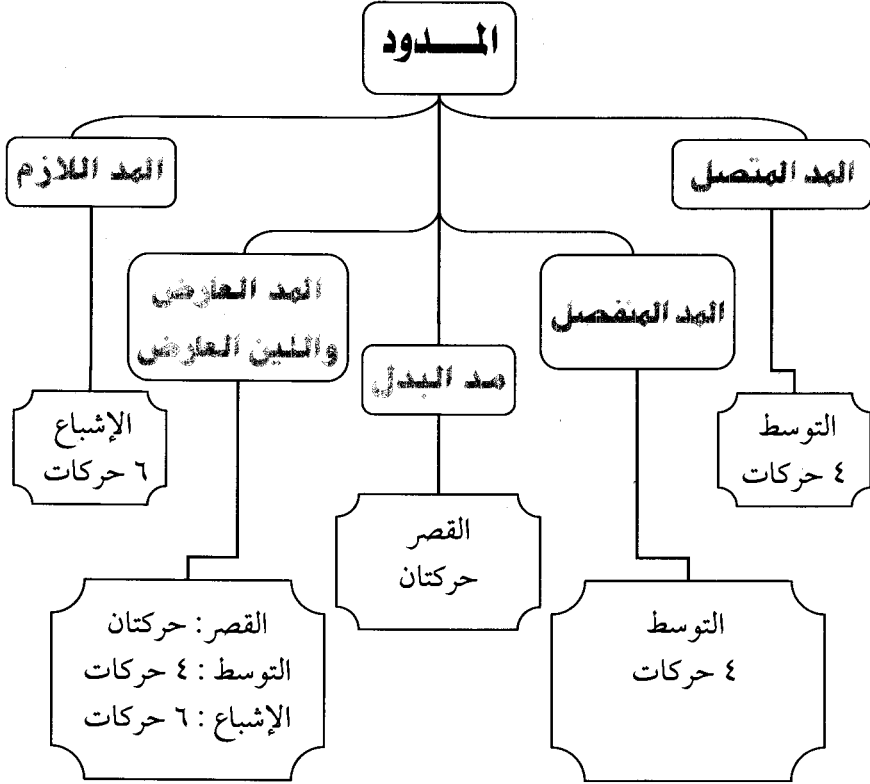 المـــدود
المد المتصل
المد اللازم
المد المنفصل
المد العارض
واللين العارض
مد البدل
التوسط
٤ حركات
الإشباع
٦ حركات
القصر
حركتان
التوسط
٤ حركات
القصر : حركتان
التوسط : ٤ حركات
الإشباع : ٦ حركات